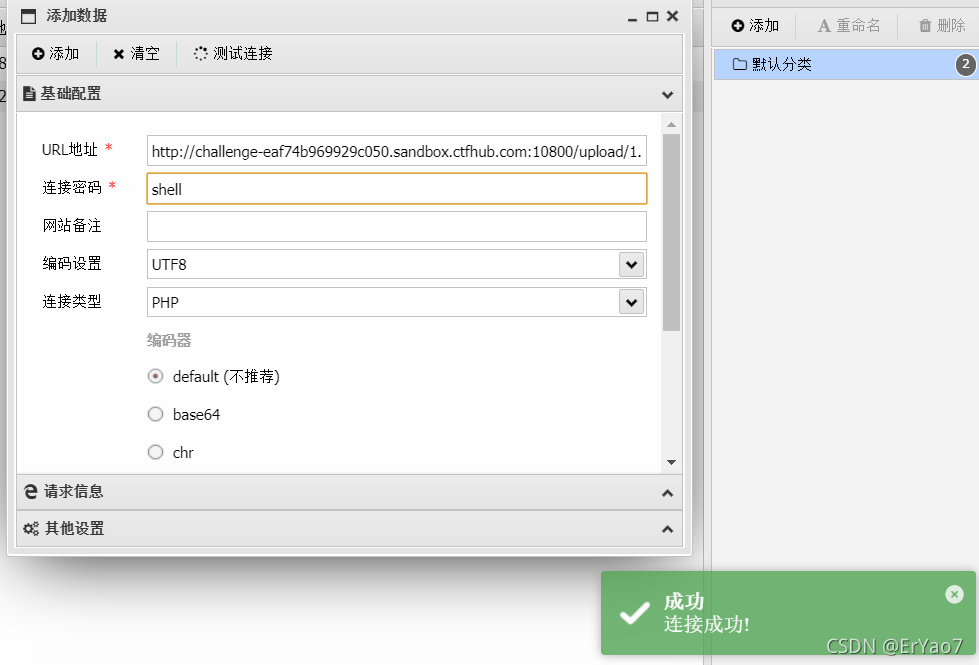 添加数据
添加 清空 测试连接
基础配置
URL地址 * http://challenge-eaf74b969929c050.sandbox.ctfhub.com:10800/upload/1.
连接密码 * shell
网站备注
编码设置 UTF8
连接类型 PHP
编码器
default (不推荐)
base64
chr
请求信息
其他设置
添加 A 重命名 删除
默认分类 2
成功
连接成功!
CSDN @ErYao7